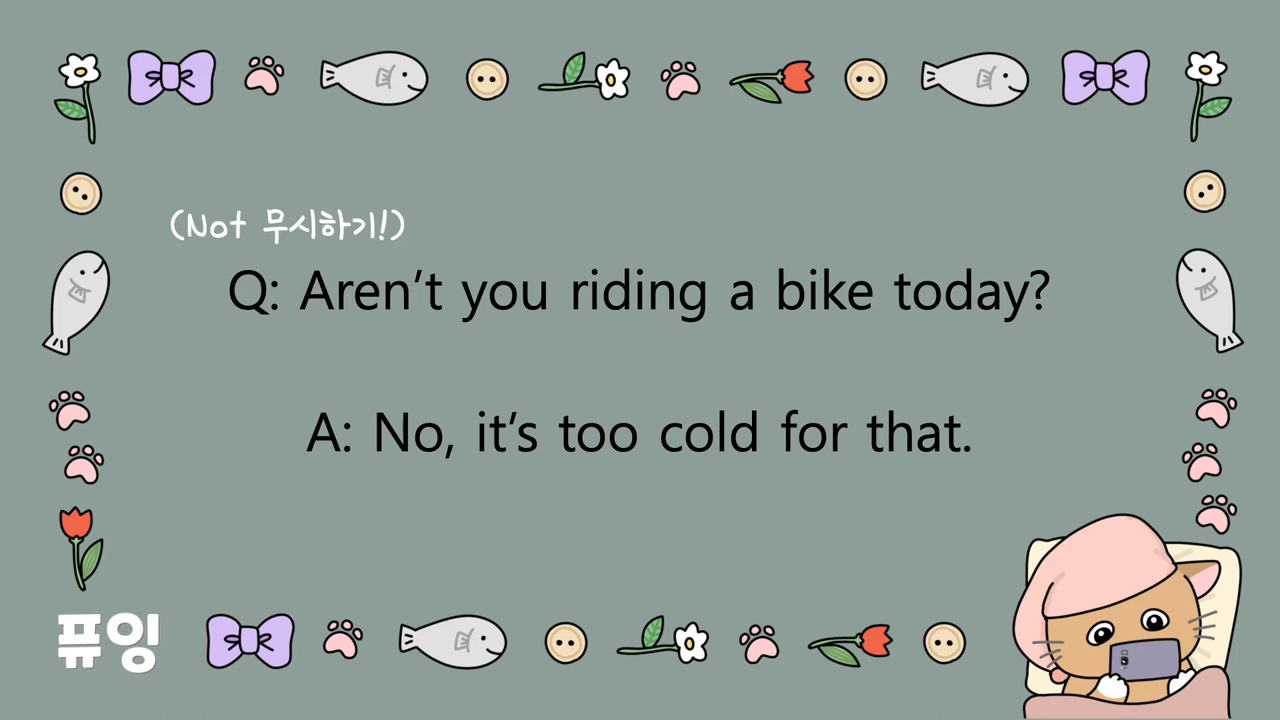 (Not 무시하기!)
Q: Aren’t you riding a bike today?
A: No, it’s too cold for that.
퓨잉